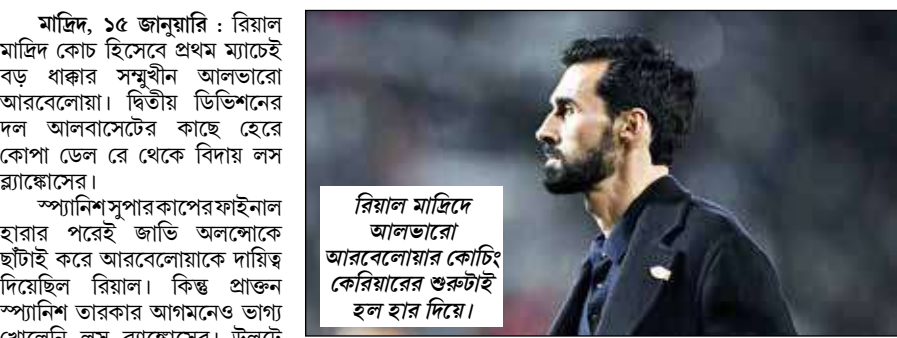 মাদ্রিদ, ১৫ জানুয়ারি : রিয়াল
মাদ্রিদ কোচ হিসেবে প্রথম ম্যাচেই
বড় ধাক্কার সম্মুখীন আলভারো
আরবেলোয়া। দ্বিতীয় ডিভিশনের
দল আলবাসেটের কাছে হেরে
কোপা ডেল রে থেকে বিদায় লস
ব্ল্যাঙ্কোসের।
স্প্যানিশ সুপার কাপের ফাইনাল
হারার পরেই জাভি অলন্সোকে
ছাঁটাই করে আরবেলোয়াকে দায়িত্ব
দিয়েছিল রিয়াল। কিন্তু প্রাক্তন
স্প্যানিশ তারকার আগমনেও ভাগ্য
রিয়াল মাদ্রিদে
আলভারো
আরবেলোয়ার কোচিং
কেরিয়ারের শুরুটাই
হল হার দিয়ে।